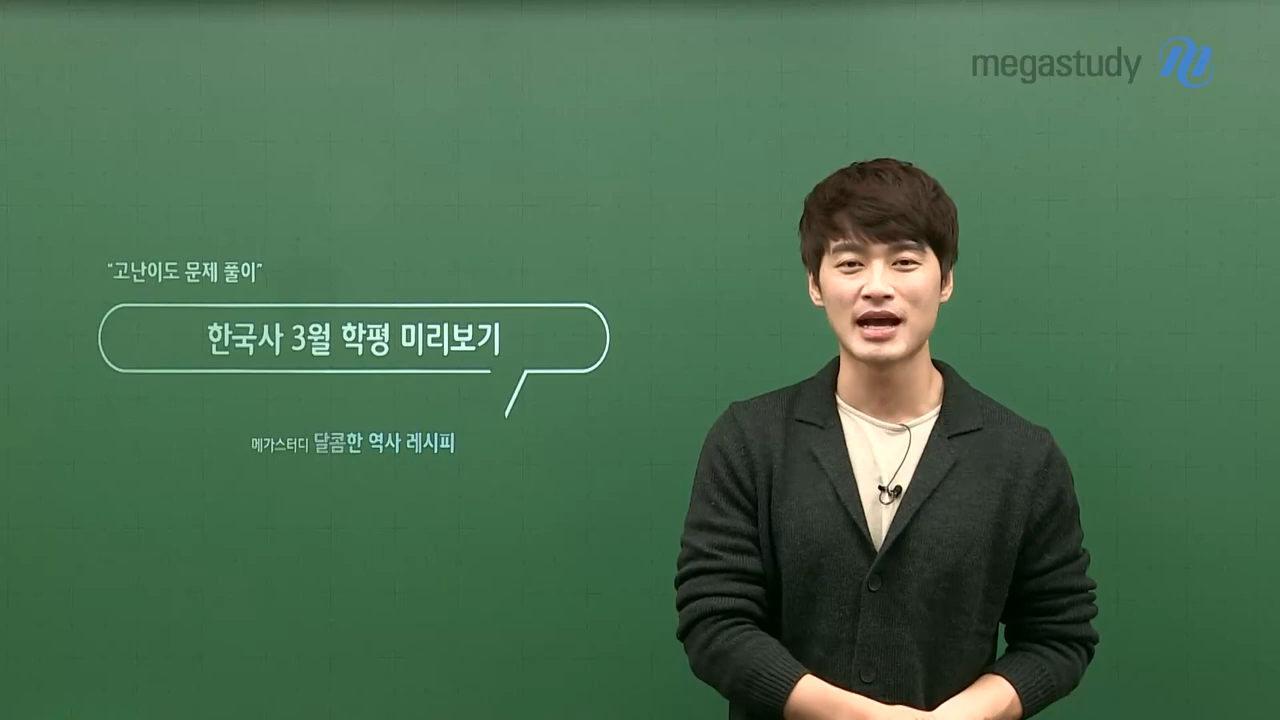 megastudy
"고난이도 문제 풀이"
한국사 3월 학평 미리보기
메가스터디 달콤한 역사 레시피